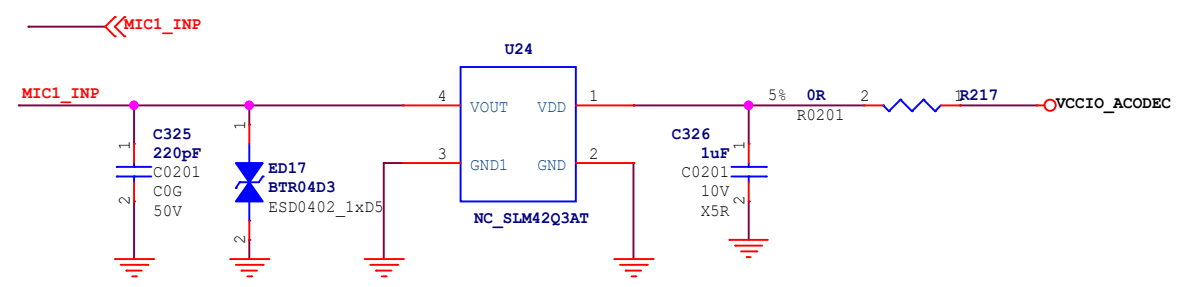 MIC1_INP
U24
MIC1_INP
4
VOUT
VDD
1
5%
0R
2
1
R217
VCCIO_ACODEC
R0201
1
C325
220pF
C0201
C0G
50V
2
1
ED17
BTR04D3
ESD0402_1xD5
2
3
GND1
GND
2
NC_SLM42Q3AT
C326
1uF
C0201
10V
X5R
1
2